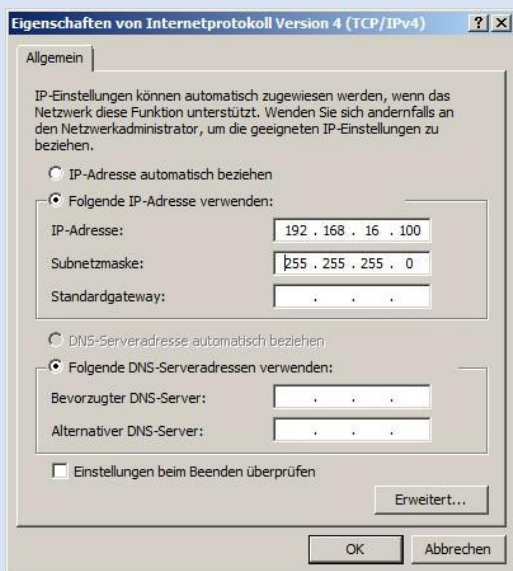 Eigenschaften von Internetprotokoll Version 4 (TCP/IPv4)
Allgemein
IP-Einstellungen können automatisch zugewiesen werden, wenn das
Netzwerk diese Funktion unterstützt. Wenden Sie sich andernfalls an
den Netzwerkadministrator, um die geeigneten IP-Einstellungen zu
beziehen.
IP-Adresse automatisch beziehen
Folgende IP-Adresse verwenden:
IP-Adresse: 192 . 168 . 16 . 100
Subnetzmaske: 255 . 255 . 255 . 0
Standardgateway: . . .
DNS-Serveradresse automatisch beziehen
Folgende DNS-Serveradressen verwenden:
Bevorzugter DNS-Server: . . .
Alternativer DNS-Server: . . .
Einstellungen beim Beenden überprüfen
Erweitert...
OK Abbrechen